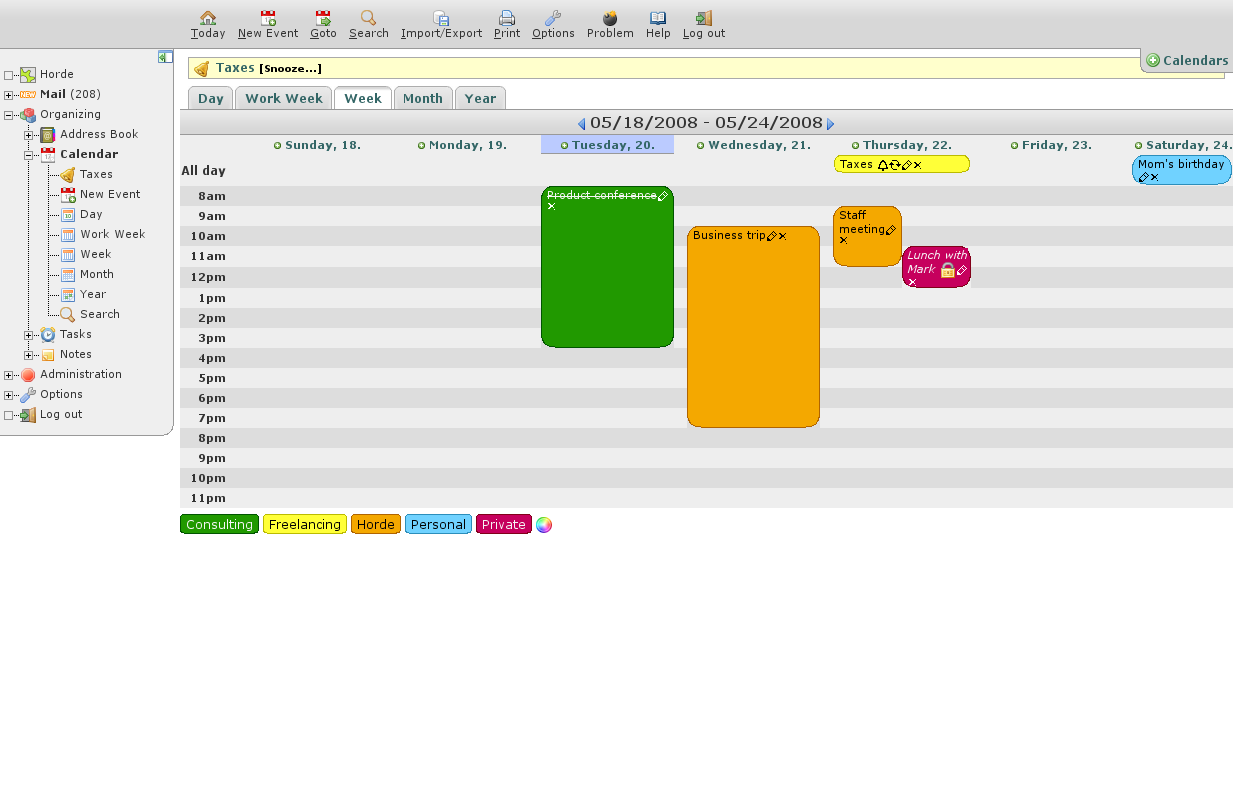 Today New Event Goto Search Import/Export Print Options Problem Help Log out
Calendars
Taxes [Snooze...]
Horde
Mail (208)
Organizing
Address Book
Calendar
Taxes
New Event
Day
Work Week
Week
Month
Year
Search
Tasks
Notes
Administration
Options
Log out
Day Work Week Week Month Year
05/18/2008 - 05/24/2008
Sunday, 18. Monday, 19. Tuesday, 20. Wednesday, 21. Thursday, 22. Friday, 23. Saturday, 24.
All day
Taxes
Mom's birthday
8am
9am
10am
11am
12pm
1pm
2pm
3pm
4pm
5pm
6pm
7pm
8pm
9pm
10pm
11pm
Product conference
Business trip
Staff
meeting
Lunch with
Mark
Consulting Freelancing Horde Personal Private